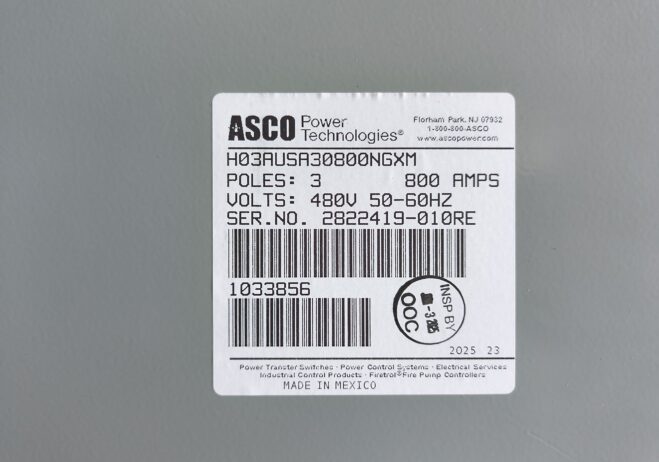 ASCO Power Technologies®
Florham Park, NJ 07932
1-800-800-ASCO
www.ascopower.com
H03AUSA30800NGXM
POLES: 3 800 AMPS
VOLTS: 480V 50-60HZ
SER.NO. 2822419-010RE
1033856
INSP BY
-3 2025
OOC
2025 23
Power Transfer Switches · Power Control Systems · Electrical Services
Industrial Control Products · Firetrol® Fire Pump Controllers
MADE IN MEXICO